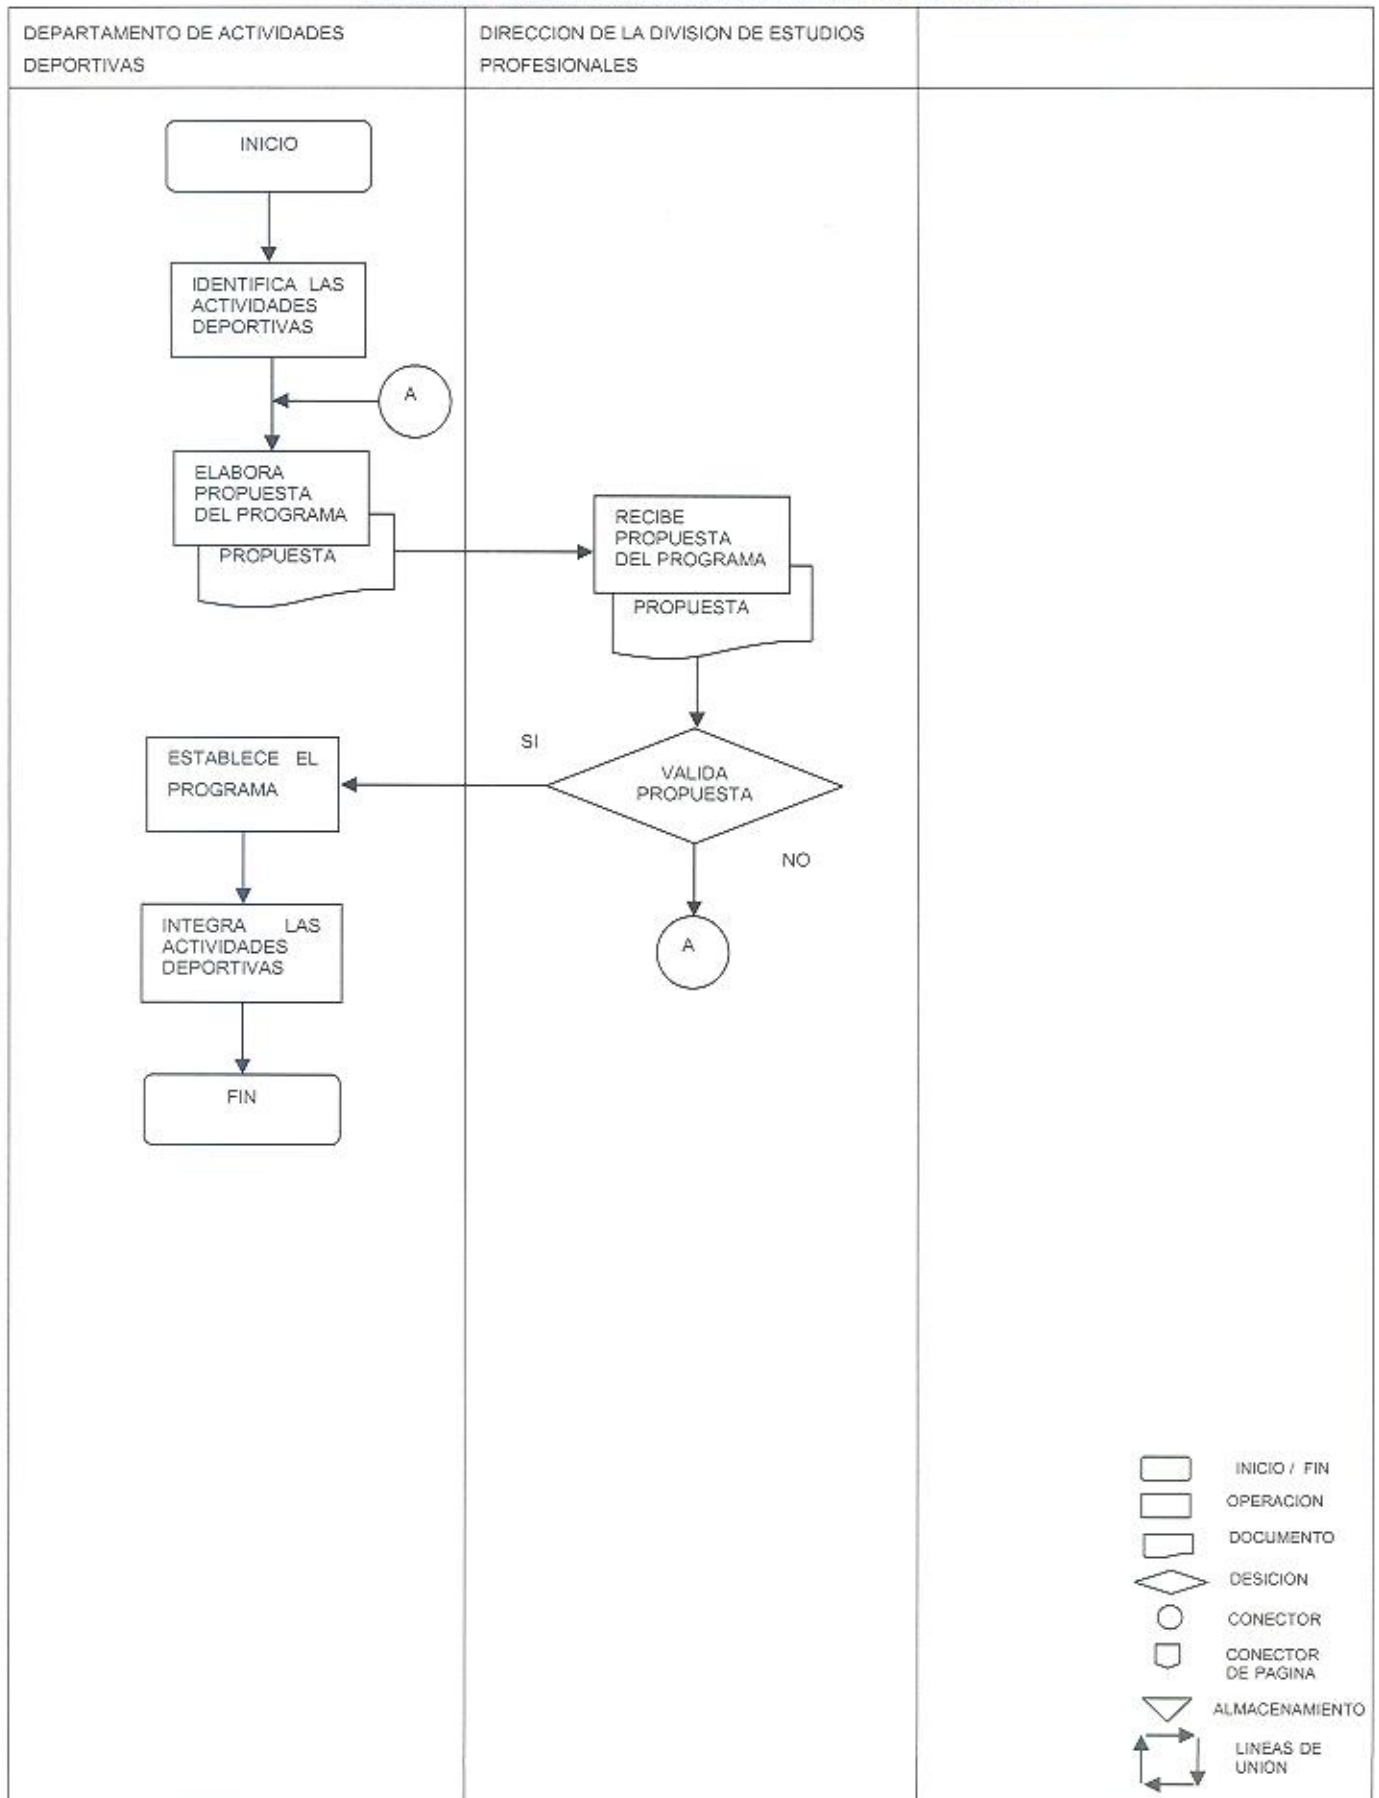 DEPARTAMENTO DE ACTIVIDADES
DEPORTIVAS
DIRECCION DE LA DIVISION DE ESTUDIOS
PROFESIONALES
INICIO
IDENTIFICA LAS
ACTIVIDADES
DEPORTIVAS
A
ELABORA
PROPUESTA
DEL PROGRAMA
PROPUESTA
RECIBE
PROPUESTA
DEL PROGRAMA
PROPUESTA
SI
VALIDA
PROPUESTA
NO
A
ESTABLECE EL
PROGRAMA
INTEGRA LAS
ACTIVIDADES
DEPORTIVAS
FIN
INICIO / FIN
OPERACION
DOCUMENTO
DESICION
CONECTOR
CONECTOR
DE PAGINA
ALMACENAMIENTO
LINEAS DE
UNION